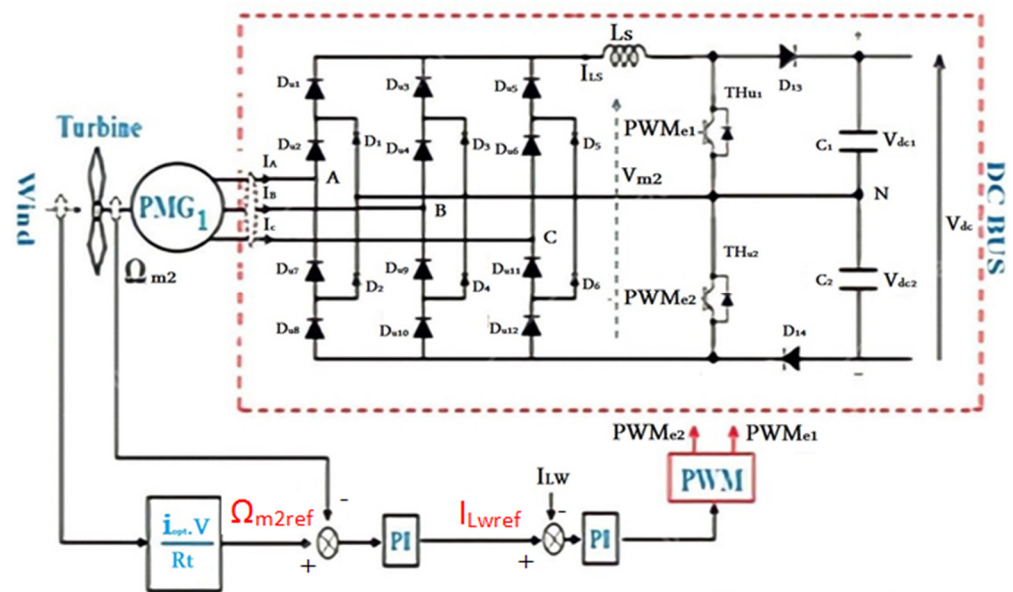 Ls
ILS
Du1
Du3
Du5
D13
+
THu1
Turbine
Du2
D1
Du4
D3
Du6
D5
PWMe1
C1
Vdc1
IA
A
Vm2
Wind
PMG1
IB
B
N
Ic
C
Vdc
DC BUS
Ωm2
Du7
D2
Du9
D4
Du11
D6
THu2
PWMe2
C2
Vdc2
Du8
Du10
Du12
D14
−
PWMe2
PWMe1
PWM
ILW
-
-
iopt.V
Rt
Ωm2ref
+
PI
ILwref
+
PI